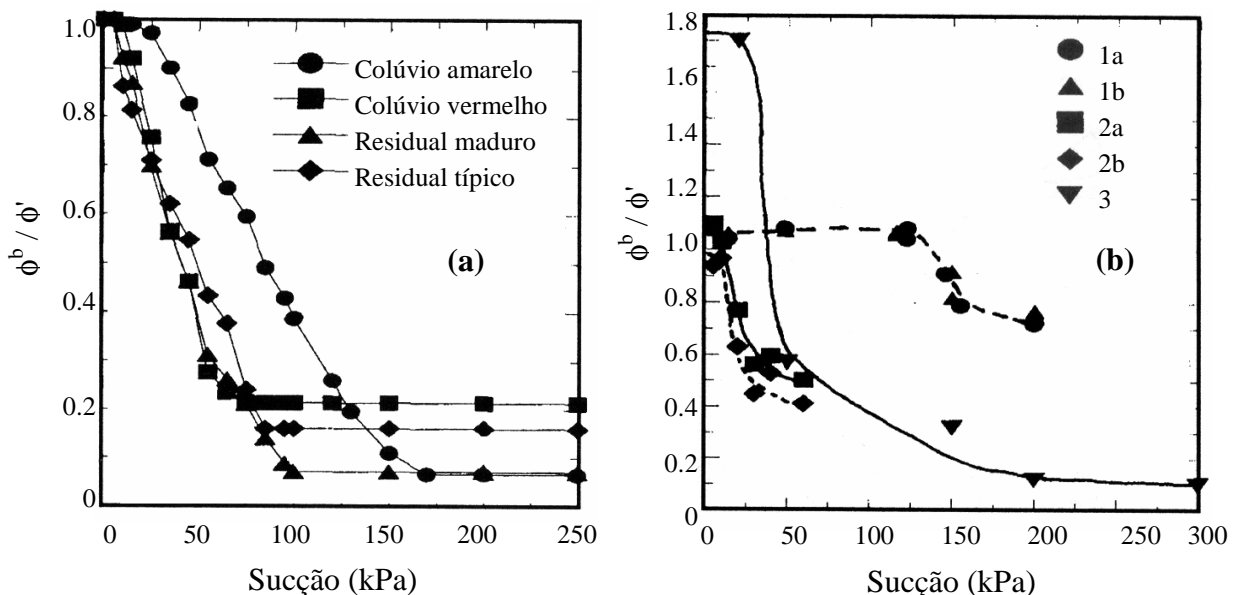 1.0
0.8
0.6
0.4
0.2
0
ϕᵇ / ϕ'
Colúvio amarelo
Colúvio vermelho
Residual maduro
Residual típico
(a)
0 50 100 150 200 250
Sucção (kPa)
1.8
1.6
1.4
1.2
1.0
0.8
0.6
0.4
0.2
0
ϕᵇ / ϕ'
1a
1b
2a
2b
3
(b)
0 50 100 150 200 250 300
Sucção (kPa)